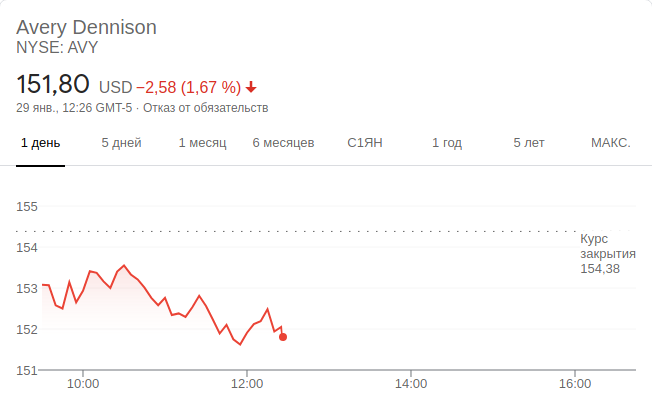 Avery Dennison
NYSE: AVY
151,80 USD −2,58 (1,67 %)
29 янв., 12:26 GMT-5 · Отказ от обязательств
1 день 5 дней 1 месяц 6 месяцев С1ЯН 1 год 5 лет МАКС.
155
154
153
152
151
Курс
закрытия
154,38
10:00 12:00 14:00 16:00